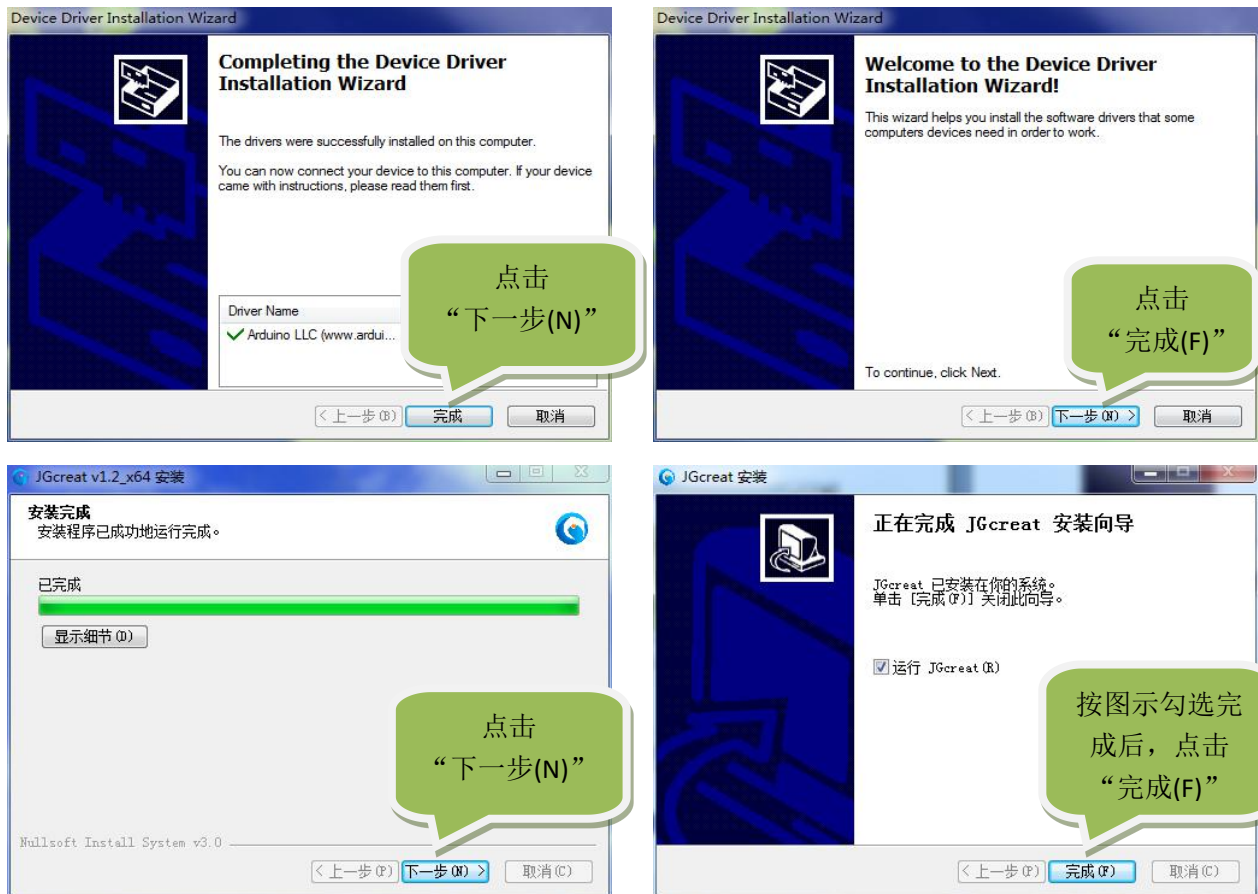 Device Driver Installation Wizard
Completing the Device Driver
Installation Wizard
The drivers were successfully installed on this computer.
You can now connect your device to this computer. If your device
came with instructions, please read them first.
Driver Name
Arduino LLC (www.ardui...
点击
“下一步(N)”
<上一步(B)
完成
取消
Device Driver Installation Wizard
Welcome to the Device Driver
Installation Wizard!
This wizard helps you install the software drivers that some
computers devices need in order to work.
点击
“完成(F)”
To continue, click Next.
<上一步(B)
下一步(N) >
取消
JGcreat v1.2_x64 安装
安装完成
安装程序已成功地运行完成。
已完成
显示细节(D)
点击
“下一步(N)”
Nullsoft Install System v3.0
<上一步(P)
下一步(N) >
取消(C)
JGcreat 安装
正在完成 JGcreat 安装向导
JGcreat 已安装在你的系统。
单击 [完成(F)] 关闭此向导。
运行 JGcreat(R)
按图示勾选完
成后，点击
“完成(F)”
<上一步(P)
完成(F)
取消(C)